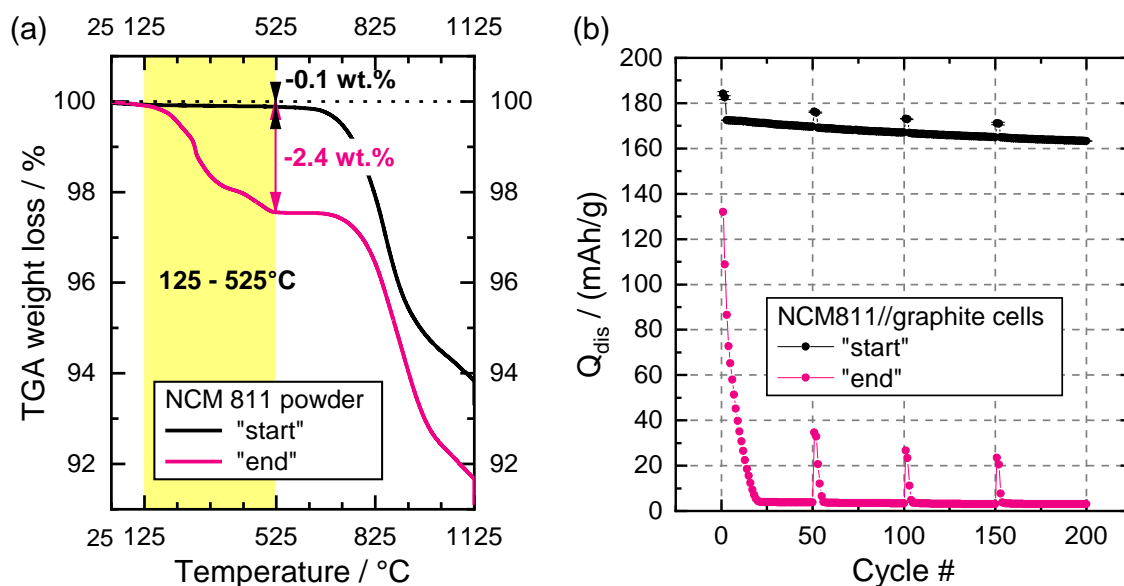 (a)
25 125 525 825 1125
TGA weight loss / %
100
98
96
94
92
100
98
96
94
92
-0.1 wt.%
-2.4 wt.%
125 - 525°C
NCM 811 powder
"start"
"end"
25 125 525 825 1125
Temperature / °C
(b)
Q_dis / (mAh/g)
200
180
160
140
120
100
80
60
40
20
0
NCM811//graphite cells
"start"
"end"
0 50 100 150 200
Cycle #